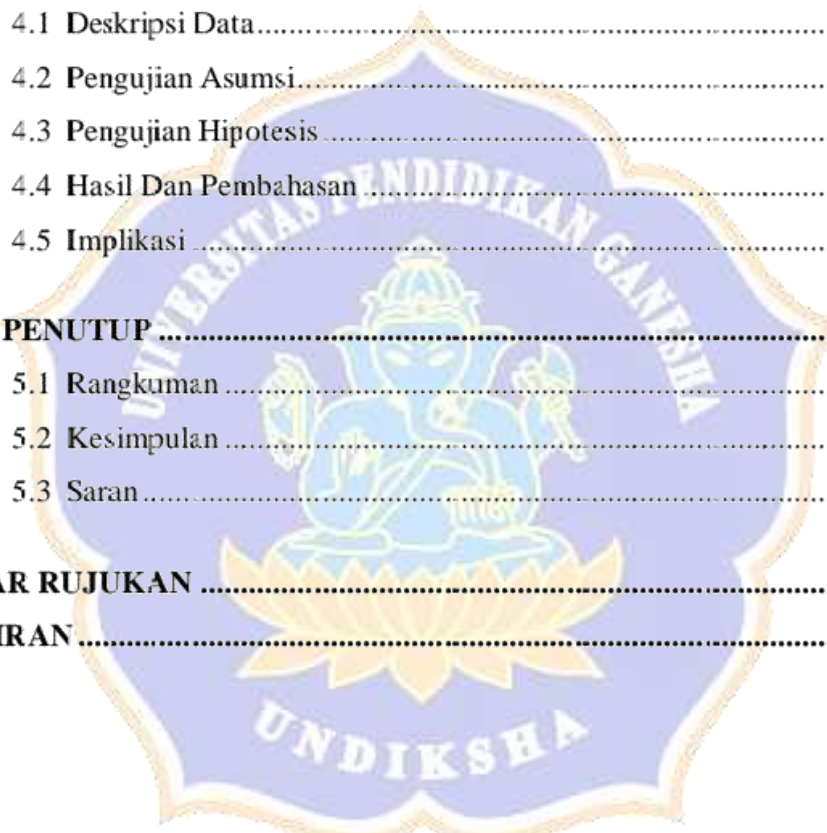 4.1 Deskripsi Data................................................................
4.2 Pengujian Asumsi................................................................
4.3 Pengujian Hipotesis................................................................
4.4 Hasil Dan Pembahasan................................................................
4.5 Implikasi................................................................
PENUTUP................................................................
5.1 Rangkuman................................................................
5.2 Kesimpulan................................................................
5.3 Saran................................................................
AR RUJUKAN................................................................
IRAN................................................................
UNIVERSITAS PENDIDIKAN GANESHA
UNDIKSHA